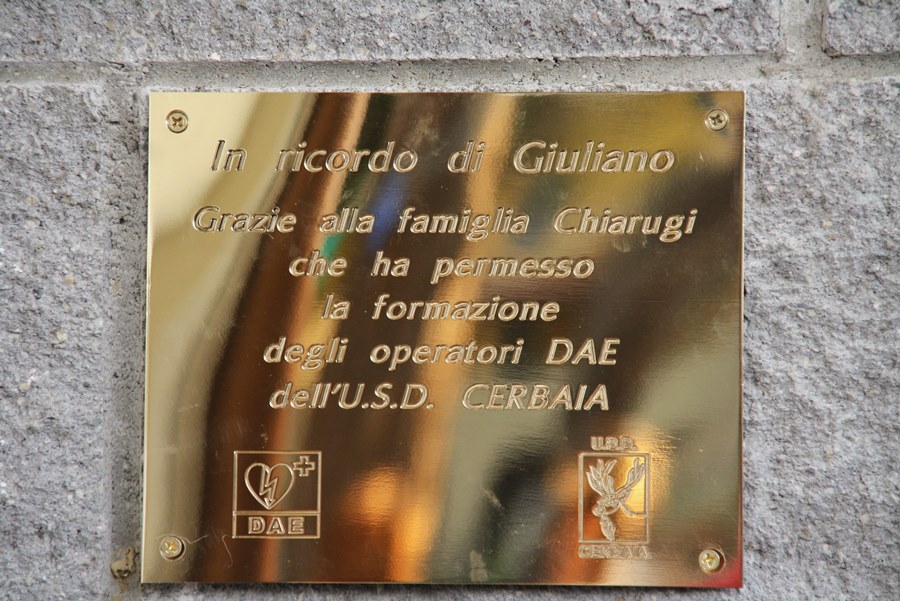 In ricordo di Giuliano
Grazie alla famiglia Chiarugi
che ha permesso
la formazione
degli operatori DAE
dell'U.S.D. CERBAIA
DAE
U.S.D.
CERBAIA